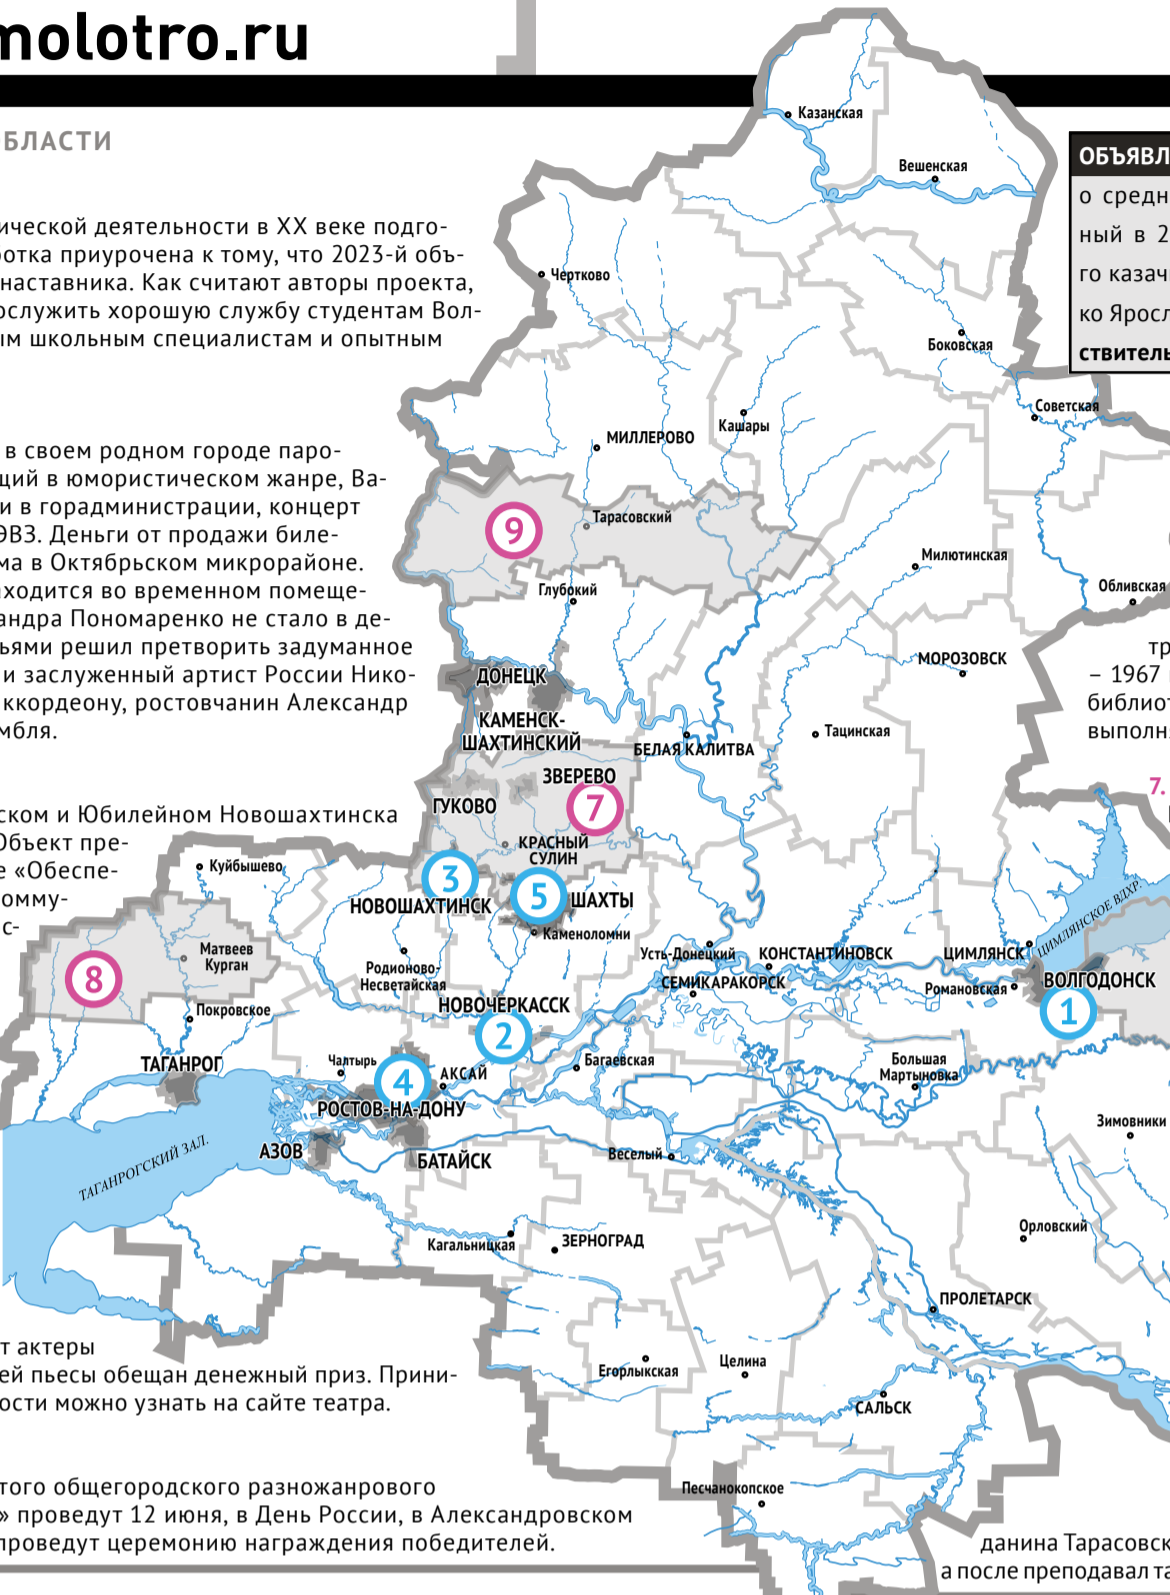 molotro.ru
БЛАСТИ
ической деятельности в XX веке подго-
отка приурочена к тому, что 2023-й объ-
наставника. Как считают авторы проекта,
ослужить хорошую службу студентам Вол-
ым школьным специалистам и опытным
в своем родном городе паро-
щий в юмористическом жанре, Ва-
и в горадминистрации, концерт
ЭВЗ. Деньги от продажи биле-
ма в Октябрьском микрорайоне.
аходится во временном помеще-
андра Пономаренко не стало в де-
ьями решил претворить задуманное
и заслуженный артист России Нико-
ккордеону, ростовчанин Александр
мбля.
ском и Юбилейном Новошахтинска
Объект пре-
е «Обеспе-
омму-
с-
т актеры
ей пьесы обещан денежный приз. Прини-
ости можно узнать на сайте театра.
того общегородского разножанрового
» проведут 12 июня, в День России, в Александровском
проведут церемонию награждения победителей.
ОБЪЯВЛ
о средн
ный в 2
го казач
ко Яросл
ствитель
тр
– 1967
библиот
выполн
7.
данина Тарасовск
а после преподавал та
Казанская
Вешенская
Чертково
Боковская
Советская
Кашары
МИЛЛЕРОВО
9
Тарасовский
Милютинская
Глубокий
Обливская
МОРОЗОВСК
ДОНЕЦК
КАМЕНСК-
ШАХТИНСКИЙ
БЕЛАЯ КАЛИТВА
Тацинская
ЗВЕРЕВО
7
ГУКОВО
КРАСНЫЙ
СУЛИН
Куйбышево
3
5
НОВОШАХТИНСК
ШАХТЫ
Каменоломни
ЦИМЛЯНСКОЕ ВДХР.
Матвеев
Курган
8
Родионово-
Несветайская
Усть-Донецкий
КОНСТАНТИНОВСК
ЦИМЛЯНСК
СЕМИКАРАКОРСК
Романовская
ВОЛГОДОНСК
1
Покровское
НОВОЧЕРКАССК
2
ТАГАНРОГ
Чалтырь
4
АКСАЙ
Багаевская
Большая
Мартыновка
РОСТОВ-НА-ДОНУ
Зимовники
АЗОВ
БАТАЙСК
Веселый
ТАГАНРОГСКИЙ ЗАЛ.
Кагальницкая
ЗЕРНОГРАД
Орловский
ПРОЛЕТАРСК
Егорлыкская
Целина
САЛЬСК
Песчанокопское